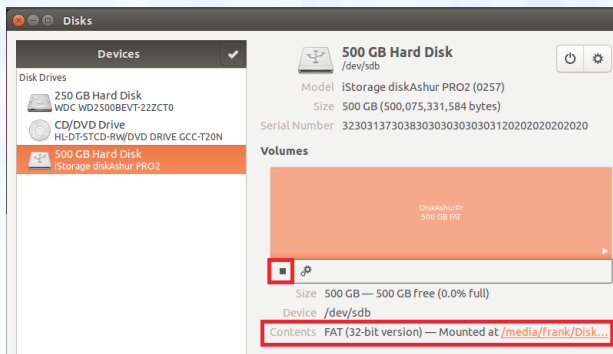 Disks
Devices
Disk Drives
250 GB Hard Disk
WDC WD2500BEVT-22ZCT0
CD/DVD Drive
HL-DT-STCD-RW/DVD DRIVE GCC-T20N
500 GB Hard Disk
iStorage diskAshur PRO2
500 GB Hard Disk
/dev/sdb
Model iStorage diskAshur PRO2 (0257)
Size 500 GB (500,075,331,584 bytes)
Serial Number 32303137303830303030303031202020202020
Volumes
DiskAshurPr
500 GB FAT
Size 500 GB — 500 GB free (0.0% full)
Device /dev/sdb
Contents FAT (32-bit version) — Mounted at /media/frank/Disk...